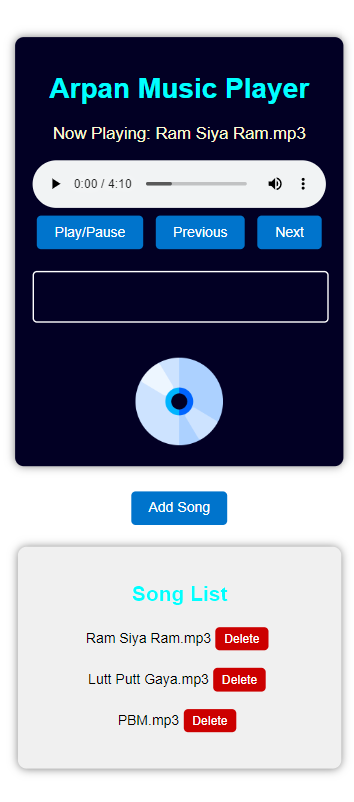 Arpan Music Player
Now Playing: Ram Siya Ram.mp3
0:00 / 4:10
Play/Pause Previous Next
Add Song
Song List
Ram Siya Ram.mp3 Delete
Lutt Putt Gaya.mp3 Delete
PBM.mp3 Delete